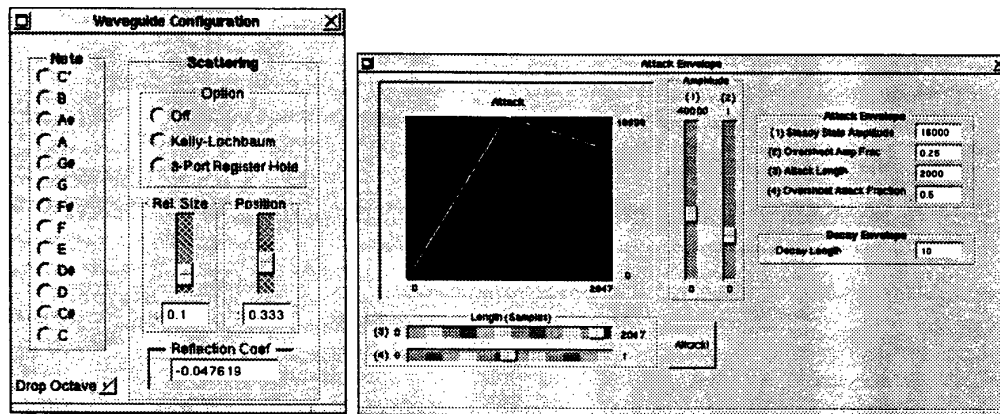 Waveguide Configuration
Note
C'
B
A#
A
G#
G
F#
F
E
D#
D
C#
C
Drop Octave
Scattering
Option
Off
Kelly-Lochbaum
3-Port Register Hole
Rel. Size
Position
0.1
0.333
Reflection Coef
-0.047619
Attack Envelope
Attack
0
2047
0
Amplitude
(1) (2)
40000 1
0 0
Length (Samples)
(3) 0 2047
(4) 0 1
Attack!
Attack Envelope
(1) Steady State Amplitude 16000
(2) Overshoot Amp Frac 0.25
(3) Attack Length 2000
(4) Overshoot Attack Fraction 0.5
Decay Envelope
Decay Length 10